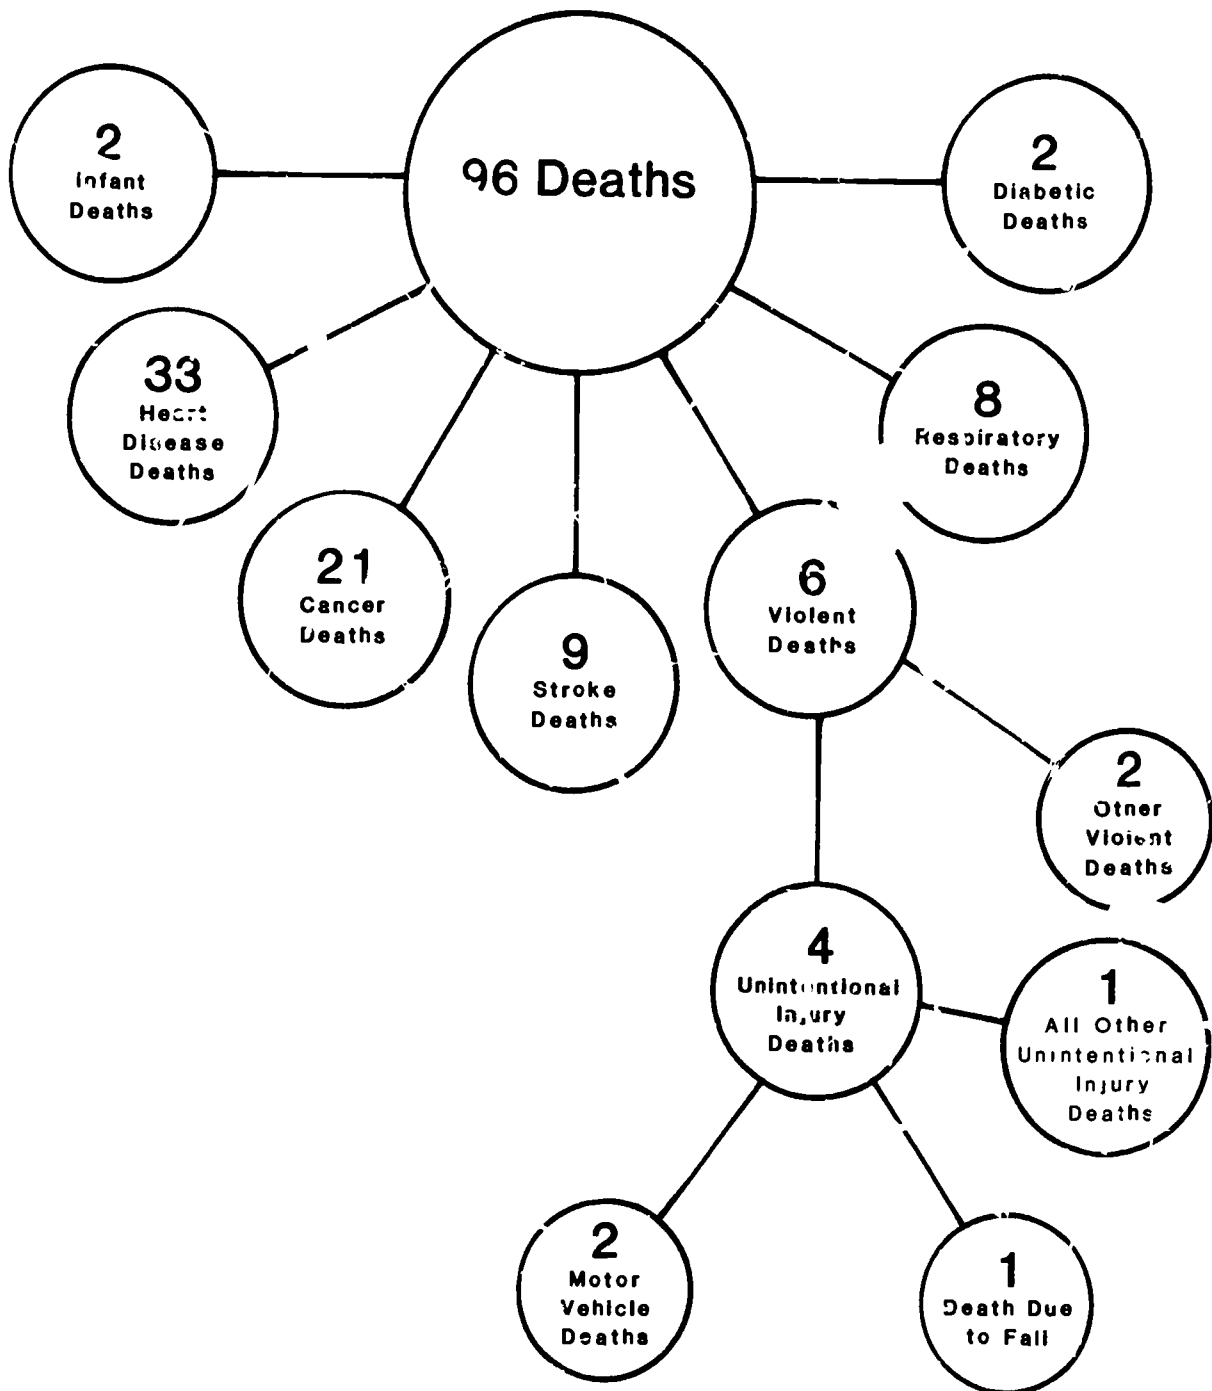 96 Deaths
2
Infant
Deaths
2
Diabetic
Deaths
33
Heart
Disease
Deaths
8
Respiratory
Deaths
21
Cancer
Deaths
6
Violent
Deaths
9
Stroke
Deaths
2
Other
Violent
Deaths
4
Unintentional
Injury
Deaths
1
All Other
Unintentional
Injury
Deaths
2
Motor
Vehicle
Deaths
1
Death Due
to Fall